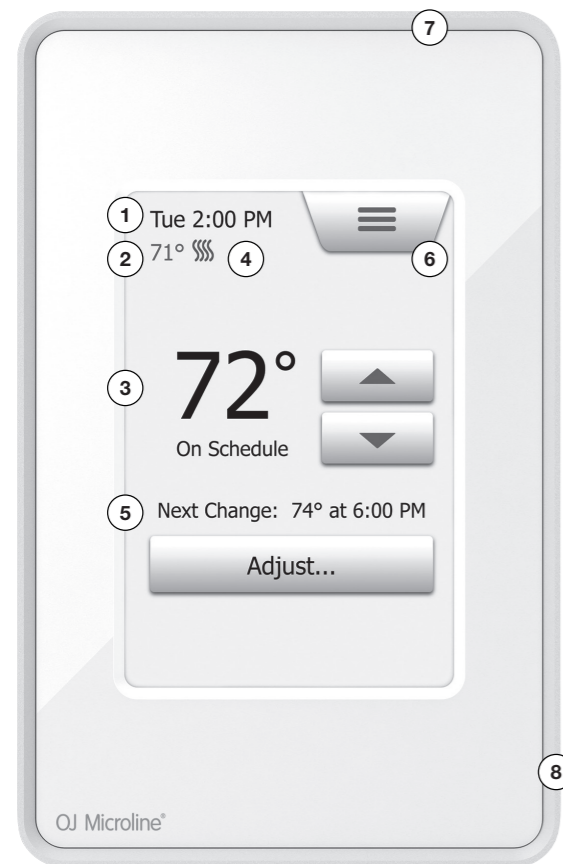 7
1 Tue 2:00 PM
2 71° 4
6
3 72°
On Schedule
5 Next Change: 74° at 6:00 PM
Adjust...
8
OJ Microline®